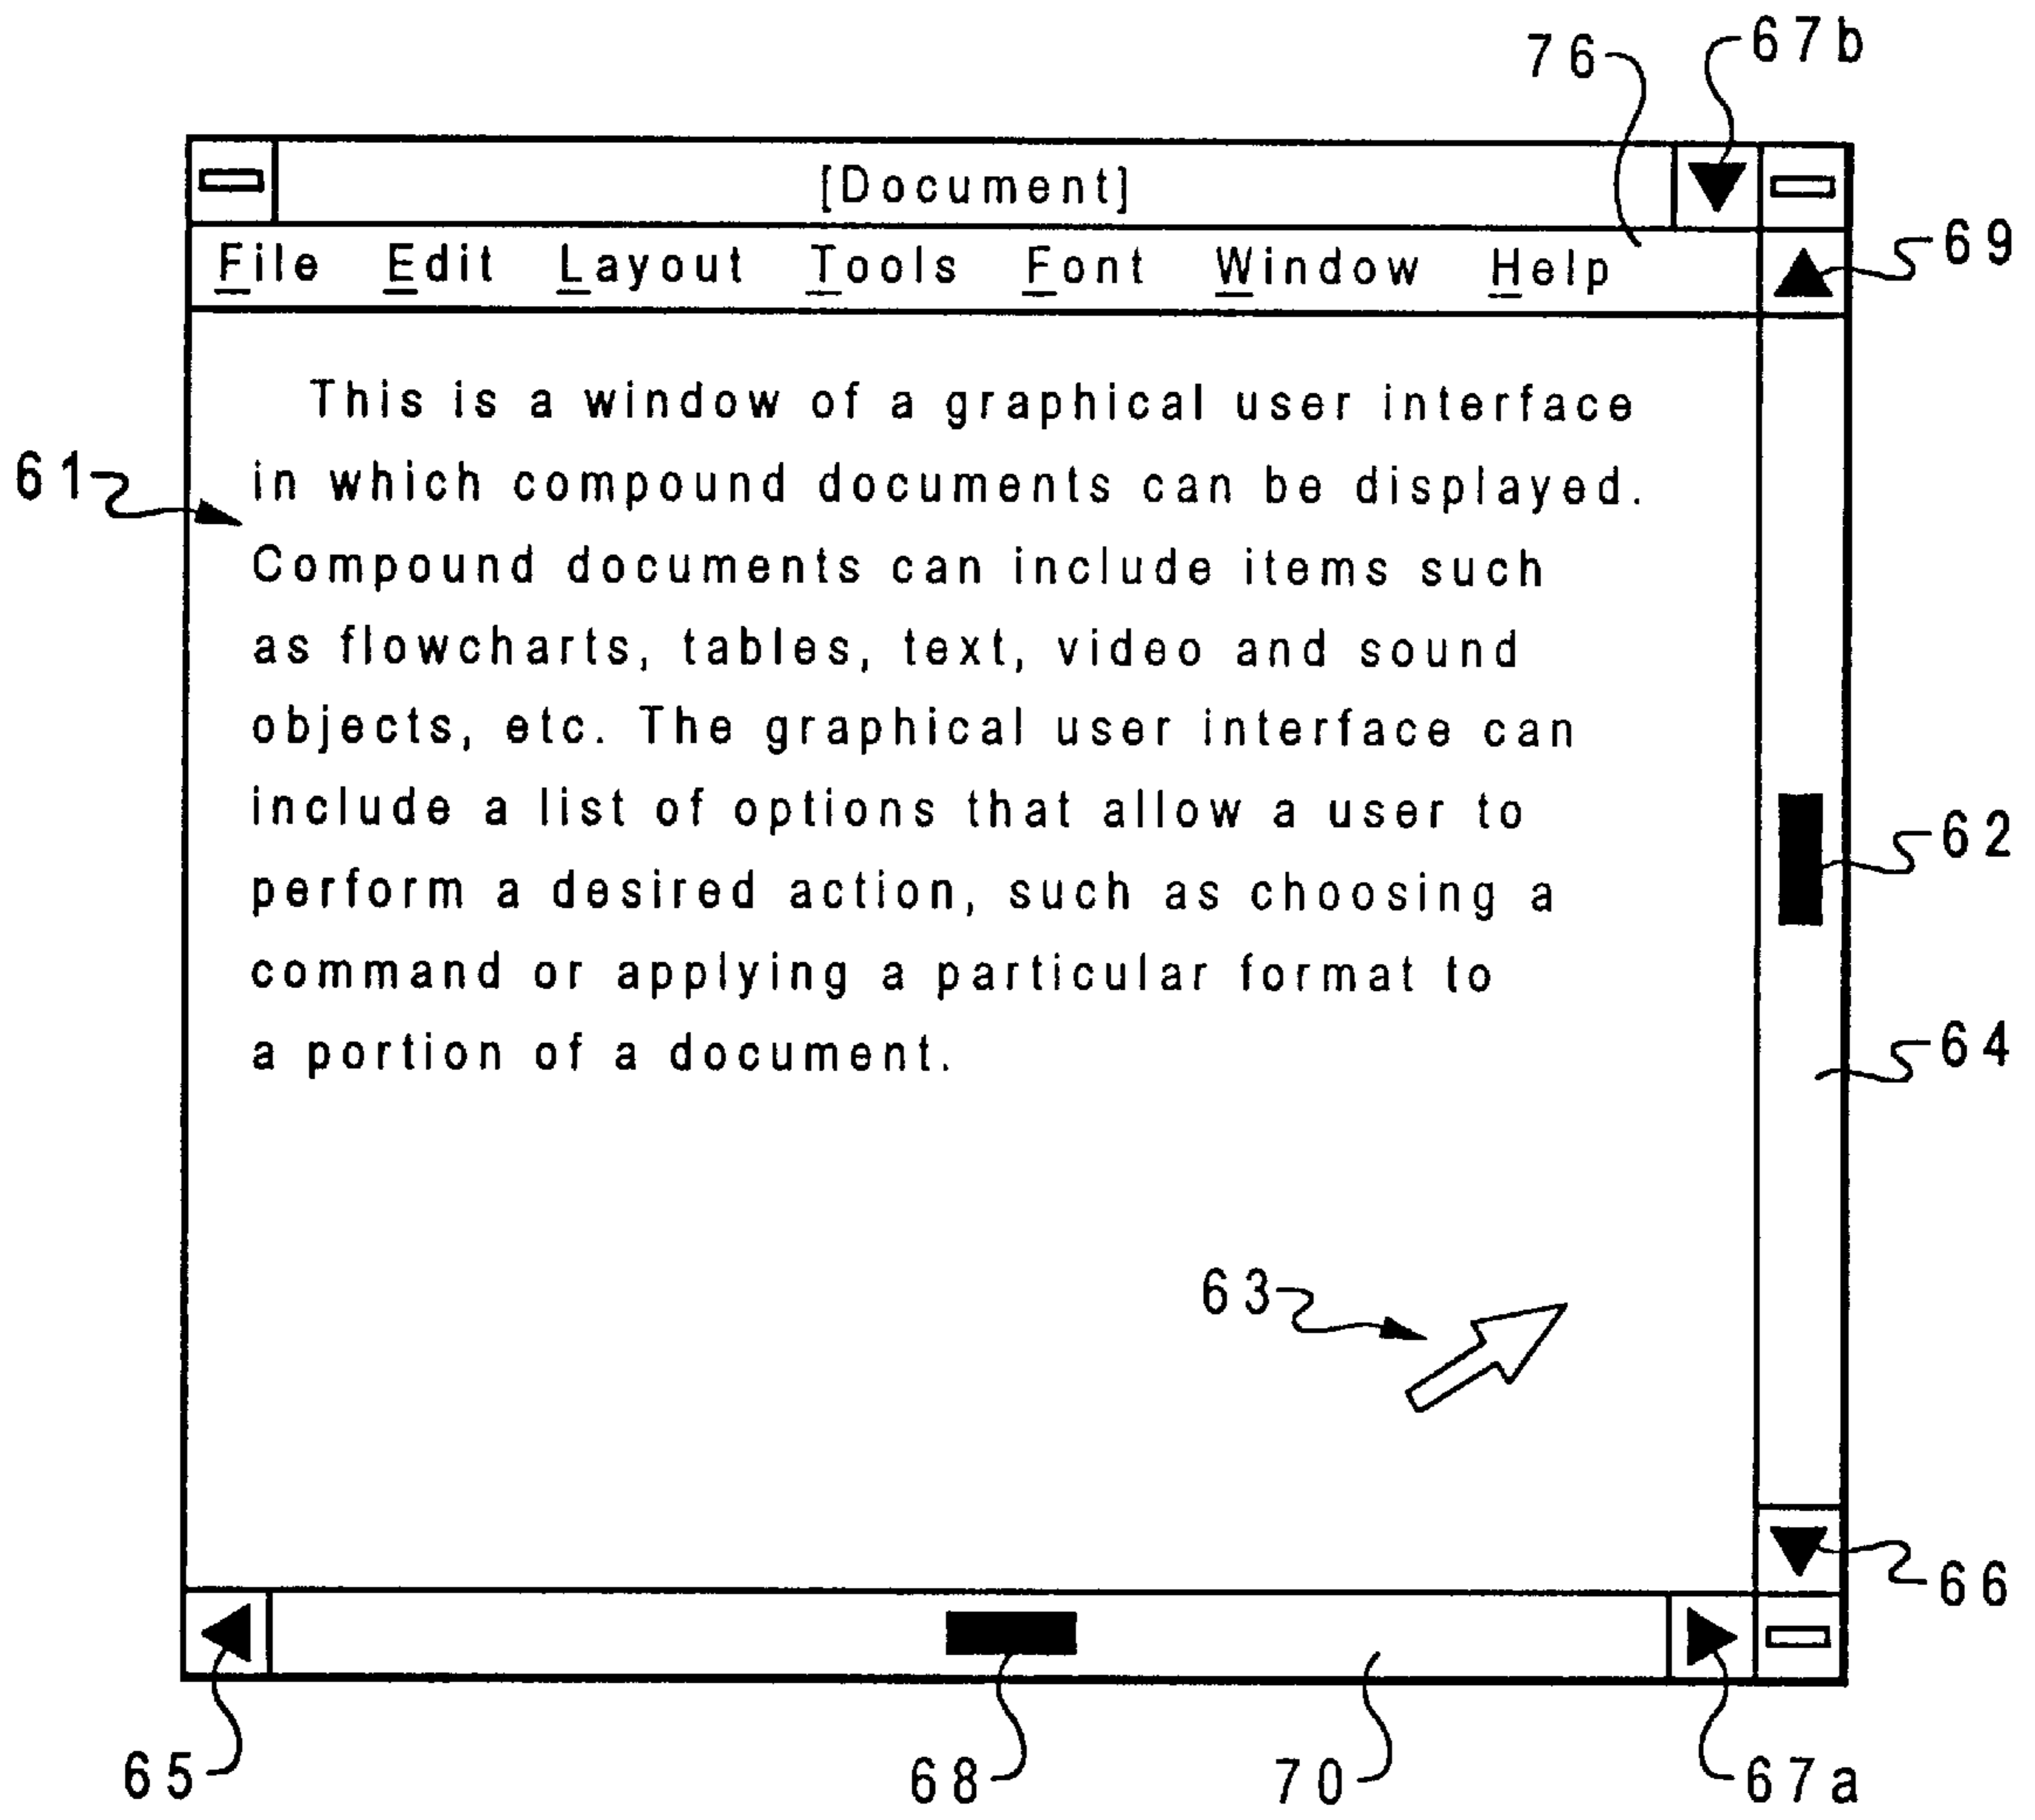 76
67b
[Document]
File Edit Layout Tools Font Window Help
69
This is a window of a graphical user interface
61
in which compound documents can be displayed.
Compound documents can include items such
as flowcharts, tables, text, video and sound
objects, etc. The graphical user interface can
include a list of options that allow a user to
62
perform a desired action, such as choosing a
command or applying a particular format to
64
a portion of a document.
63
66
65
68
70
67a